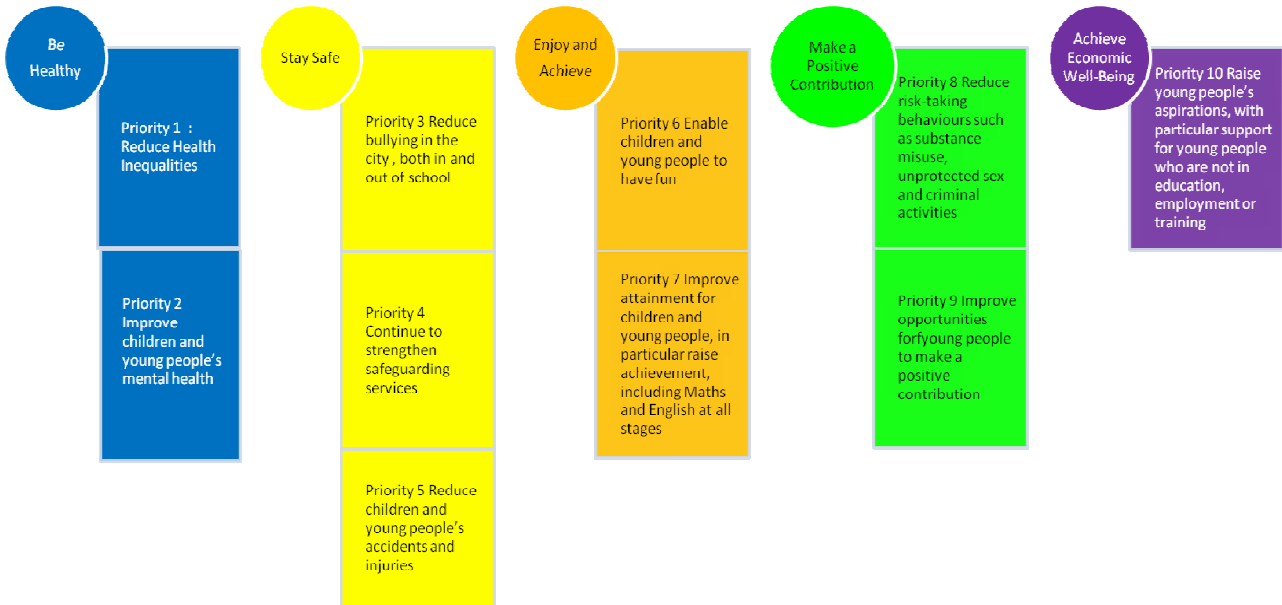 Be
Healthy
Priority 1 :
Reduce Health
Inequalities
Priority 2
Improve
children and
young people's
mental health
Stay Safe
Priority 3 Reduce
bullying in the
city , both in and
out of school
Priority 4
Continue to
strengthen
safeguarding
services
Priority 5 Reduce
children and
young people's
accidents and
injuries
Enjoy and
Achieve
Priority 6 Enable
children and
young people to
have fun
Priority 7 Improve
attainment for
children and
young people, in
particular raise
achievement,
including Maths
and English at all
stages
Make a
Positive
Contribution
Priority 8 Reduce
risk-taking
behaviours such
as substance
misuse,
unprotected sex
and criminal
activities
Priority 9 Improve
opportunities
forfyoung people
to make a
positive
contribution
Achieve
Economic
Well-Being
Priority 10 Raise
young people's
aspirations, with
particular support
for young people
who are not in
education,
employment or
training